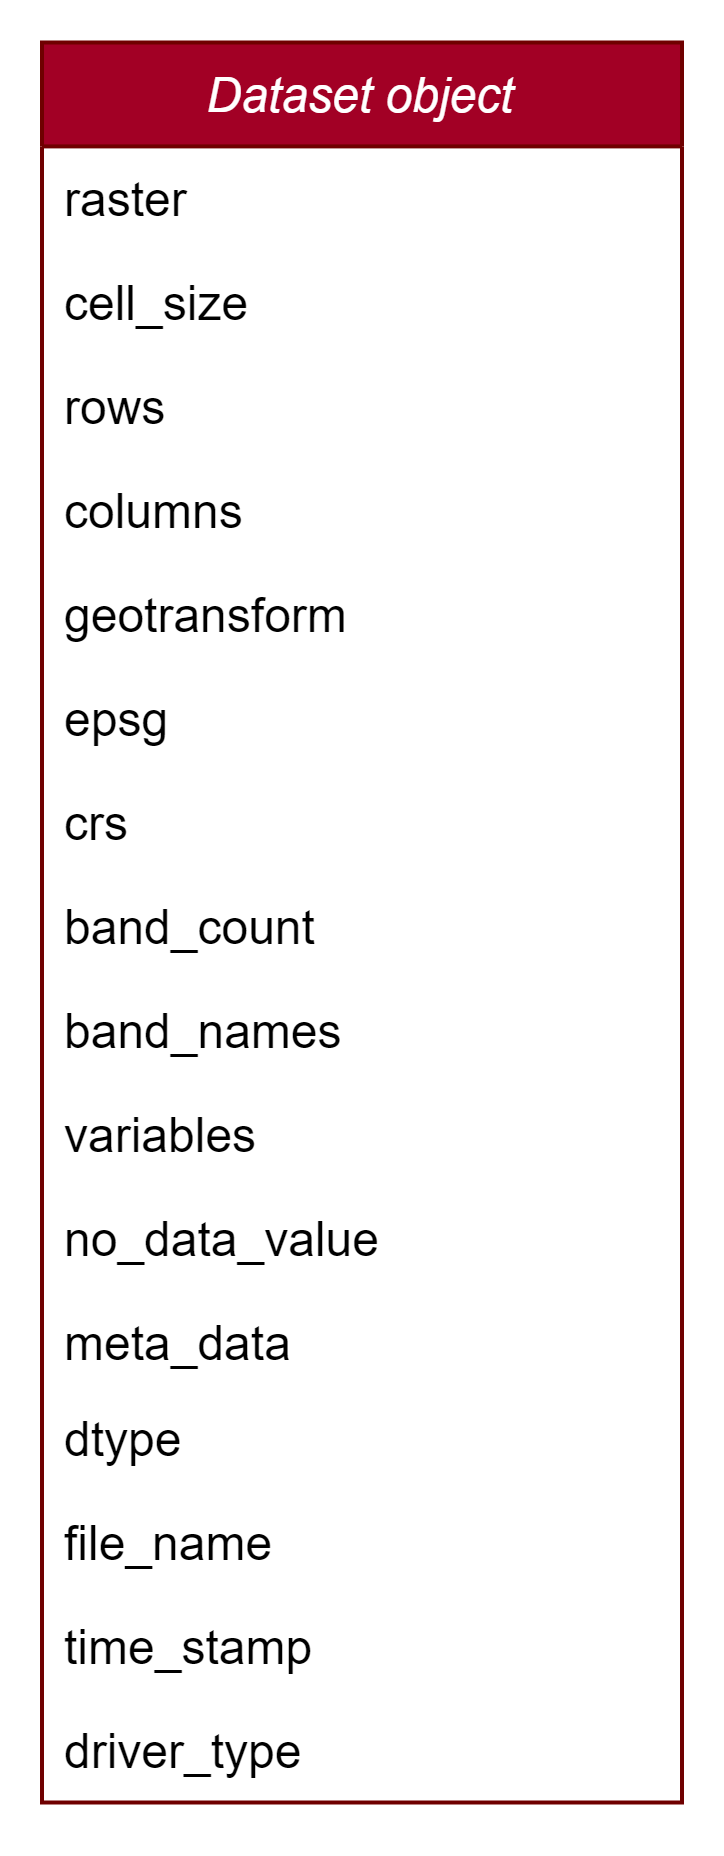 Dataset object
raster
cell_size
rows
columns
geotransform
epsg
crs
band_count
band_names
variables
no_data_value
meta_data
dtype
file_name
time_stamp
driver_type